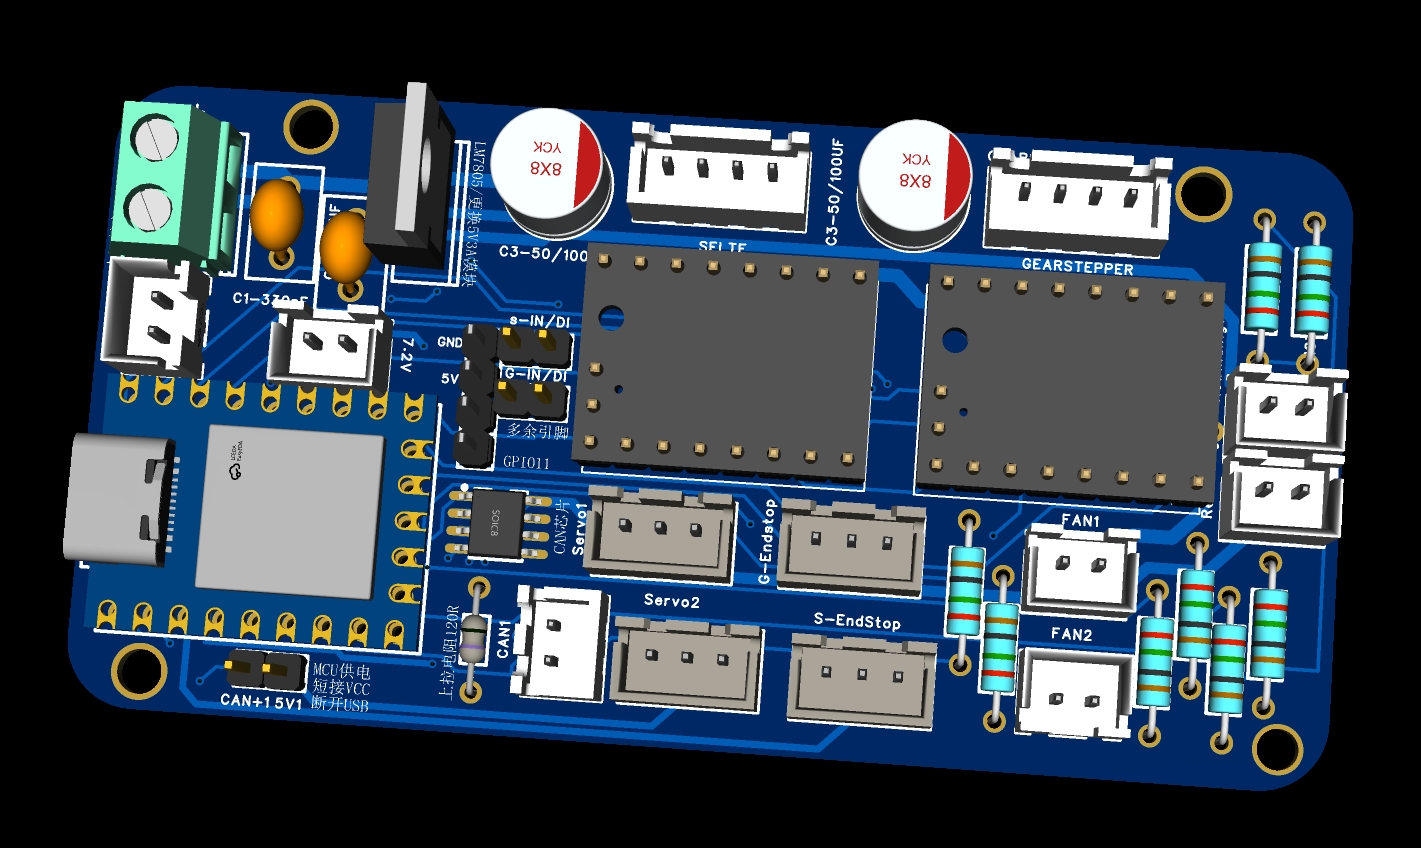 YCK
8X8
YCK
8X8
LM7805/更换5V3A模块
C3-50/100
C3-50/100UF
SELTE
GEARSTEPPER
7.2V
s-IN/DI
GND
G-IN/DI
5V
多余引脚
GPIO11
SOIC8
CAN芯片
Servo1
G-Endstop
FAN1
Servo2
S-EndStop
FAN2
上拉电阻120R
CAN1
MCU供电
短接VCC
断开USB
CAN+1 5V1